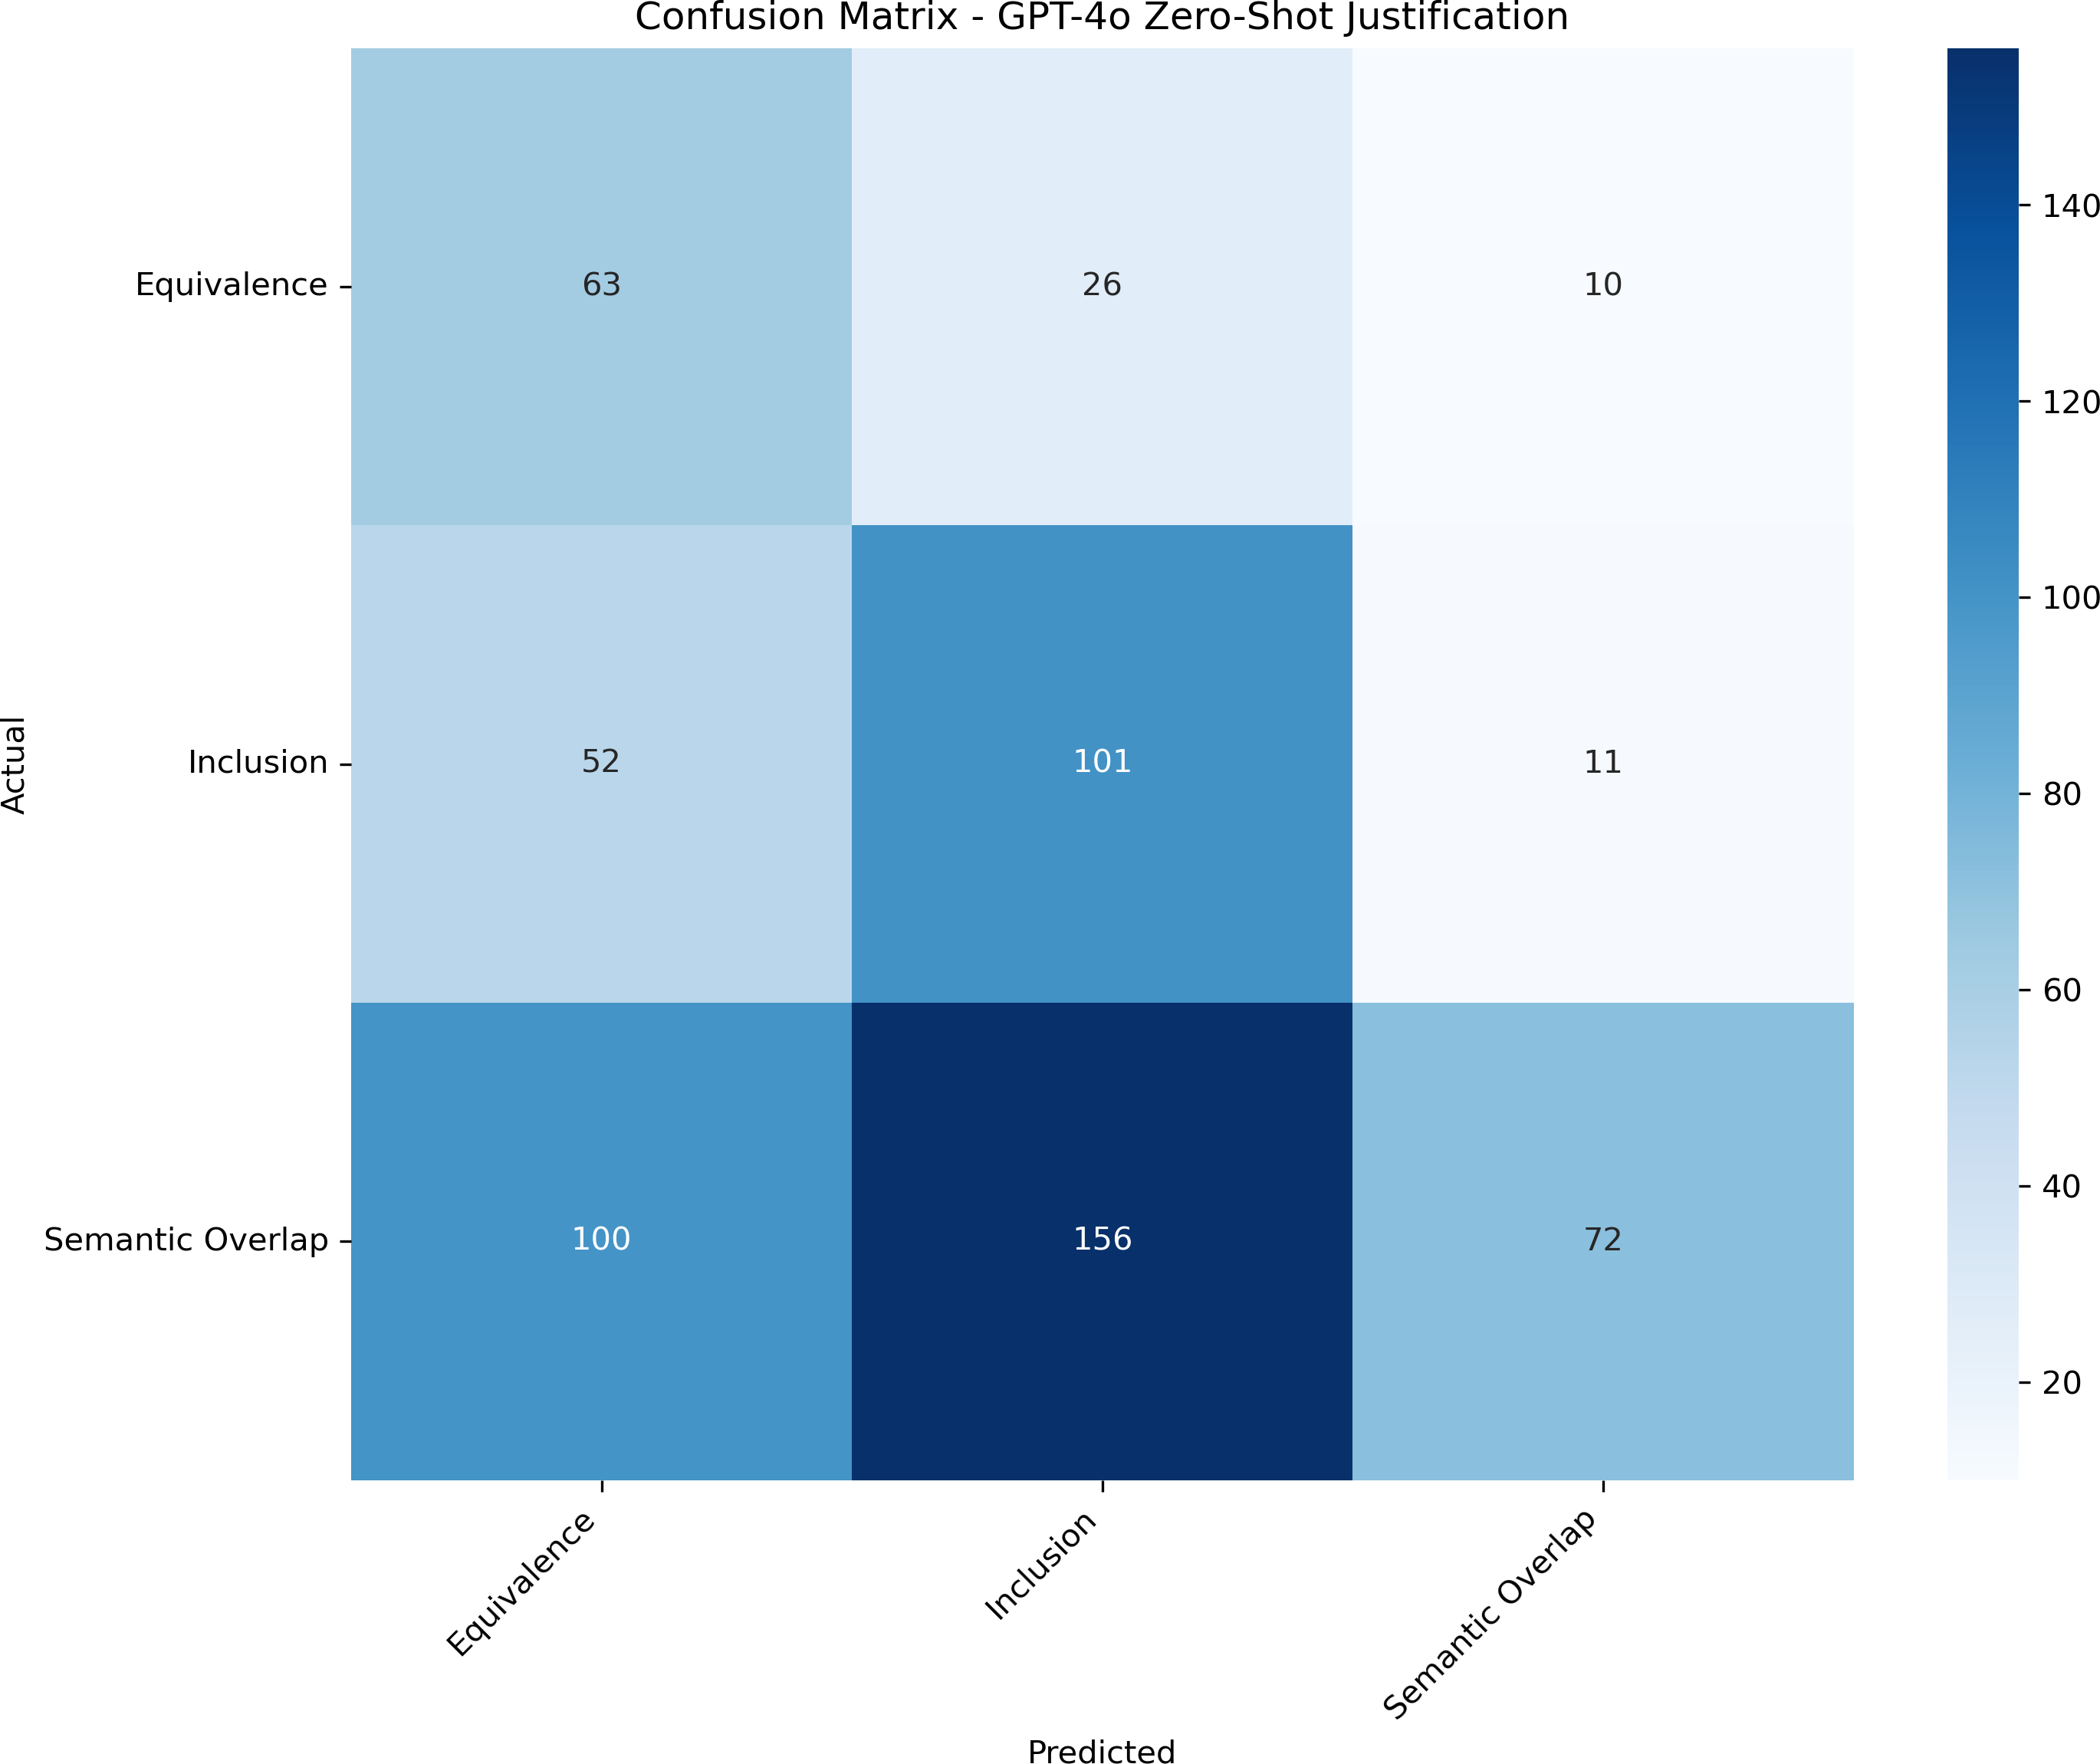 Confusion Matrix - GPT-4o Zero-Shot Justification
Actual
Equivalence
63
26
10
Inclusion
52
101
11
Semantic Overlap
100
156
72
Equivalence
Inclusion
Semantic Overlap
Predicted
140
120
100
80
60
40
20